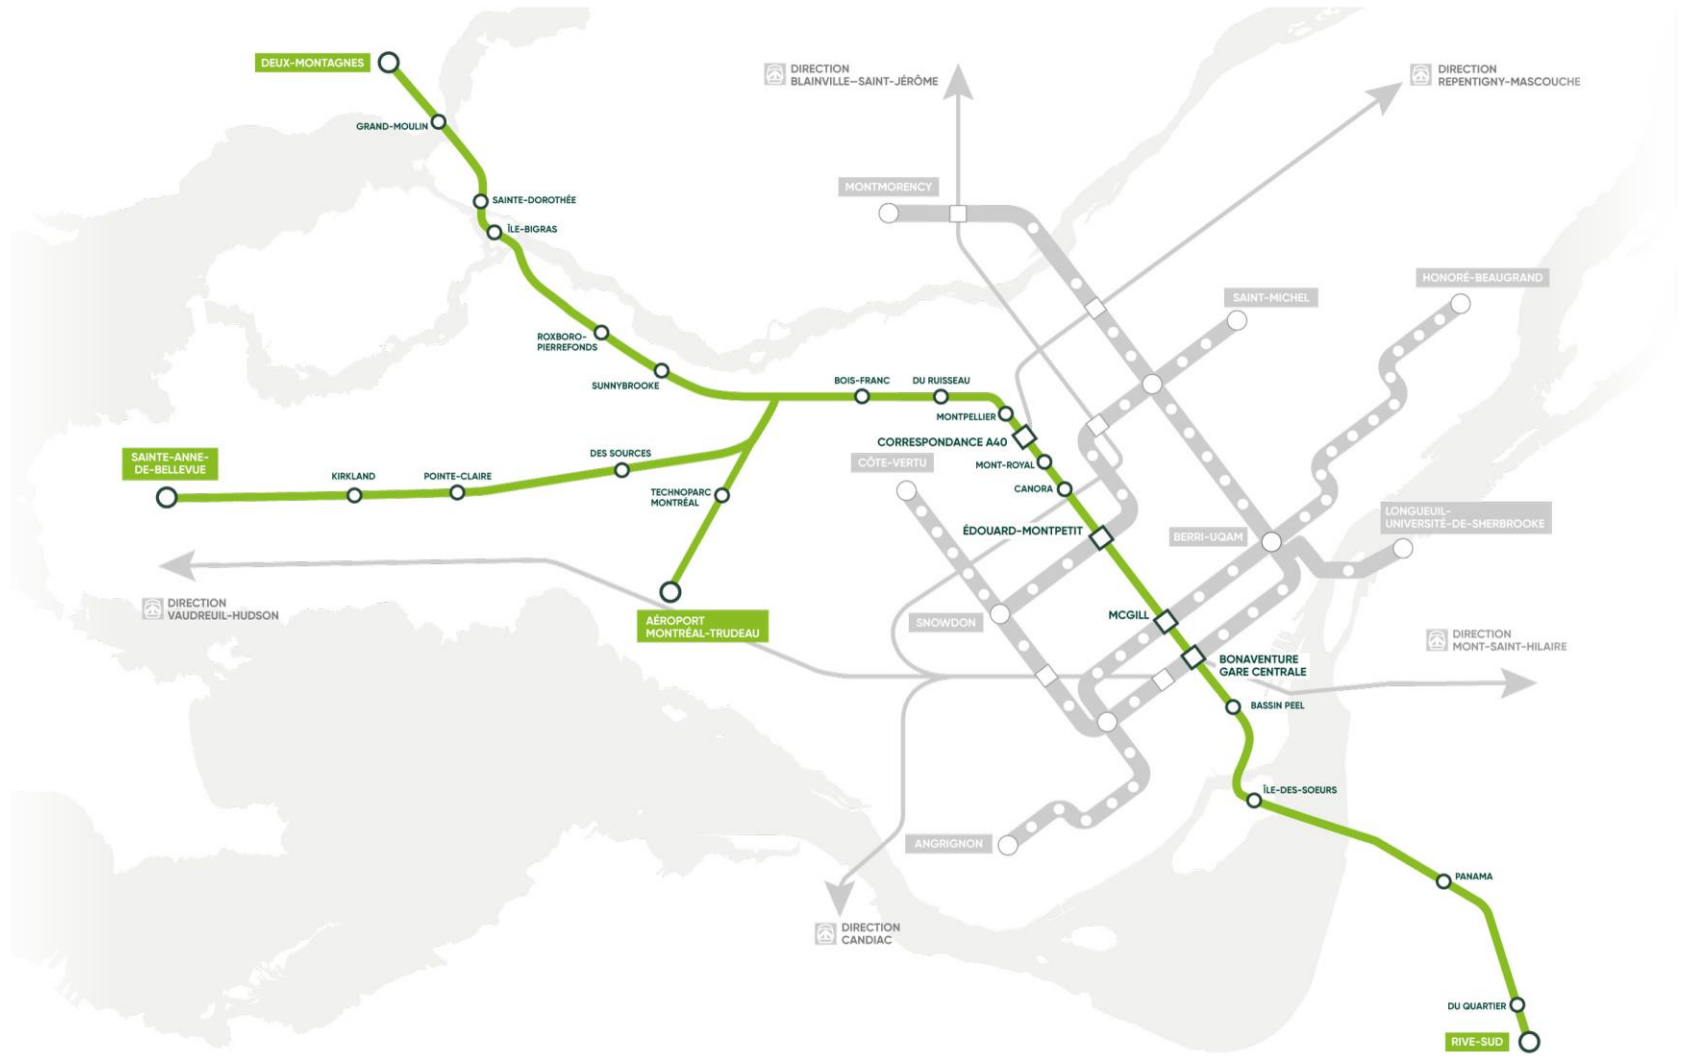 DEUX-MONTAGNES
GRAND-MOULIN
SAINTE-DOROTHÉE
ÎLE-BIGRAS
ROXBORO-
PIERREFONDS
SUNNYBROOKE
BOIS-FRANC
DU RUISSEAU
MONTPELLIER
CORRESPONDANCE A40
MONT-ROYAL
CANORA
ÉDOUARD-MONTPETIT
MCGILL
BONAVENTURE
GARE CENTRALE
BASSIN PEEL
ÎLE-DES-SOEURS
PANAMA
DU QUARTIER
RIVE-SUD
SAINTE-ANNE-
DE-BELLEVUE
KIRKLAND
POINTE-CLAIRE
DES SOURCES
TECHNOPARC
MONTRÉAL
AÉROPORT
MONTRÉAL-TRUDEAU
DIRECTION
BLAINVILLE–SAINT-JÉRÔME
DIRECTION
REPENTIGNY-MASCOUCHE
MONTMORENCY
SAINT-MICHEL
HONORÉ-BEAUGRAND
CÔTE-VERTU
BERRI-UQAM
LONGUEUIL-
UNIVERSITÉ-DE-SHERBROOKE
SNOWDON
ANGRIGNON
DIRECTION
VAUDREUIL-HUDSON
DIRECTION
MONT-SAINT-HILAIRE
DIRECTION
CANDIAC